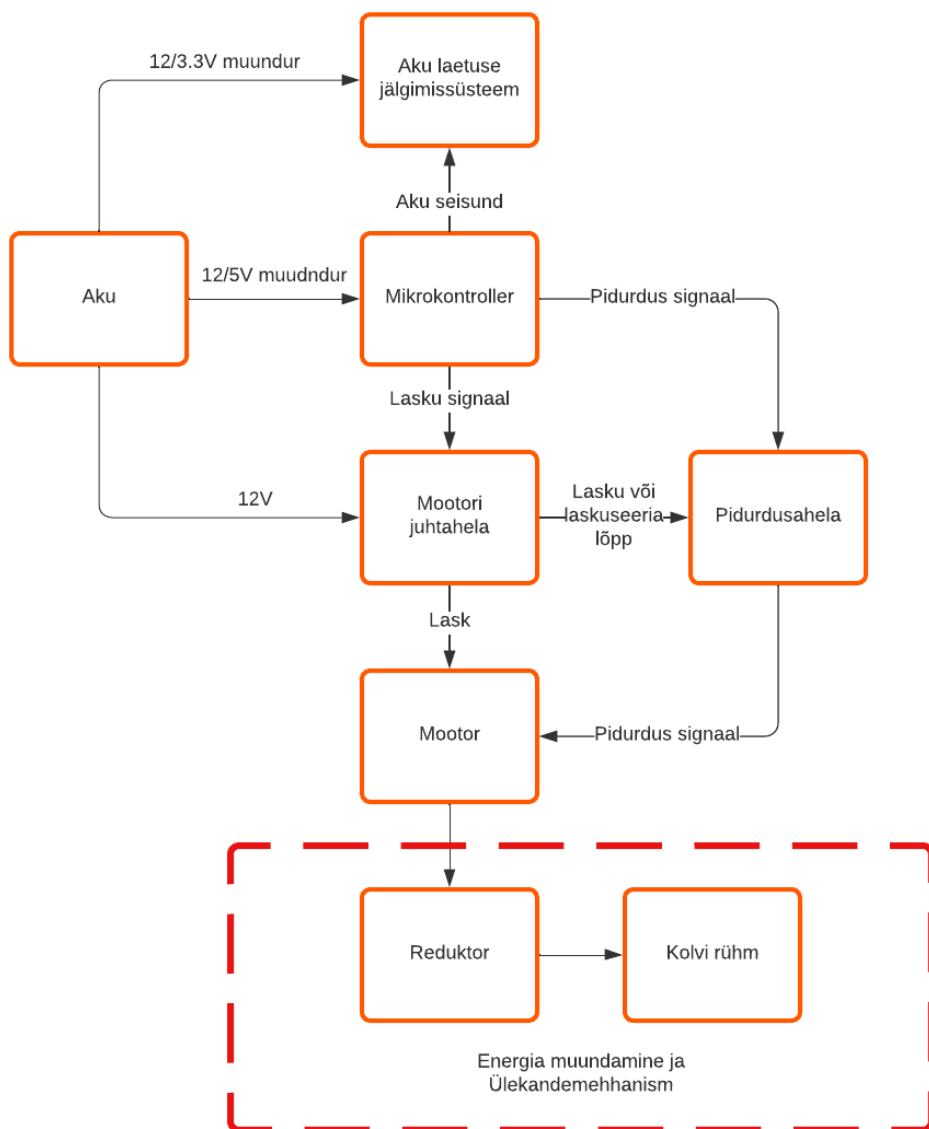 12/3.3V muundur
Aku laetuse
jälgimissüsteem
Aku seisund
Aku
12/5V muudndur
Mikrokontroller
Pidurdus signaal
Lasku signaal
12V
Mootori
juhtahela
Lasku või
laskuseeria
lõpp
Pidurdusahela
Lask
Mootor
Pidurdus signaal
Reduktor
Kolvi rühm
Energia muundamine ja
Ülekandemehhanism